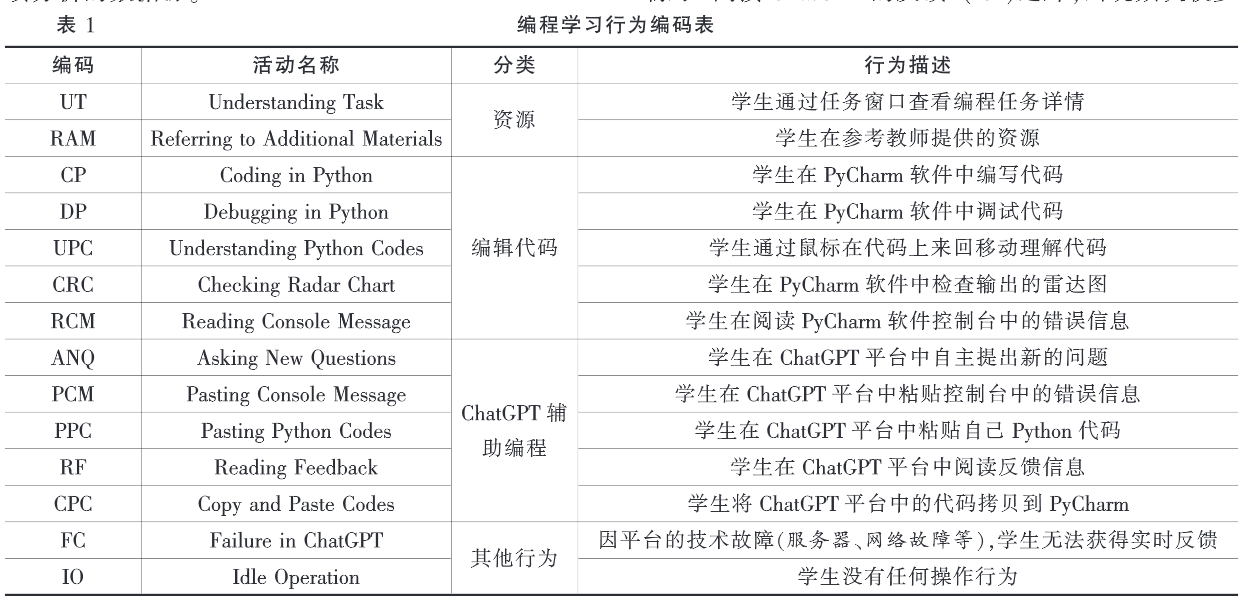 表 1 编程学习行为编码表
编码 活动名称 分类 行为描述
UT Understanding Task 资源 学生通过任务窗口查看编程任务详情
RAM Referring to Additional Materials 学生在参考教师提供的资源
CP Coding in Python 编辑代码 学生在 PyCharm 软件中编写代码
DP Debugging in Python 学生在 PyCharm 软件中调试代码
UPC Understanding Python Codes 学生通过鼠标在代码上来回移动理解代码
CRC Checking Radar Chart 学生在 PyCharm 软件中检查输出的雷达图
RCM Reading Console Message 学生在阅读 PyCharm 软件控制台中的错误信息
ANQ Asking New Questions ChatGPT 辅助编程 学生在 ChatGPT 平台中自主提出新的问题
PCM Pasting Console Message 学生在 ChatGPT 平台中粘贴控制台中的错误信息
PPC Pasting Python Codes 学生在 ChatGPT 平台中粘贴自己 Python 代码
RF Reading Feedback 学生在 ChatGPT 平台中阅读反馈信息
CPC Copy and Paste Codes 学生将 ChatGPT 平台中的代码拷贝到 PyCharm
FC Failure in ChatGPT 其他行为 因平台的技术故障(服务器、网络故障等),学生无法获得实时反馈
IO Idle Operation 学生没有任何操作行为